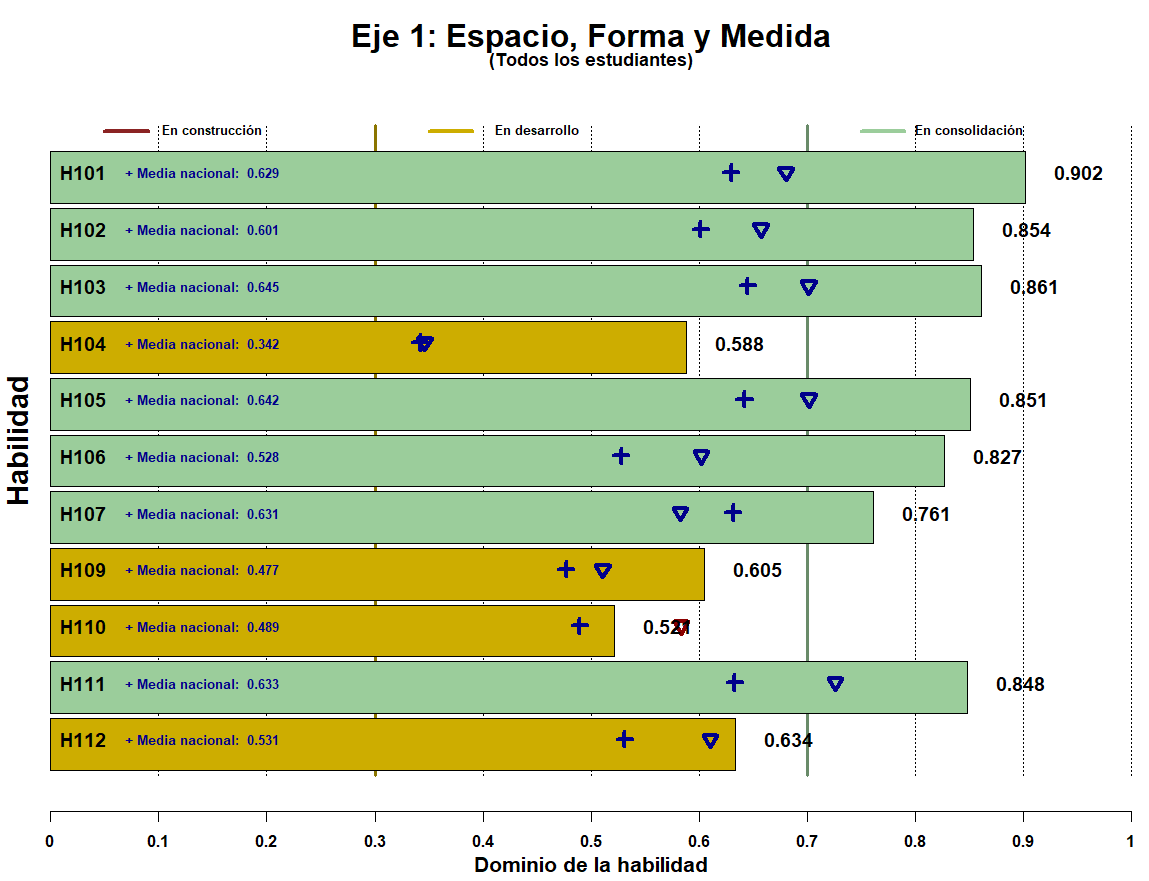 Eje 1: Espacio, Forma y Medida
(Todos los estudiantes)
En construcción En desarrollo En consolidación
H101 + Media nacional: 0.629 0.902
H102 + Media nacional: 0.601 0.854
H103 + Media nacional: 0.645 0.861
H104 + Media nacional: 0.342 0.588
H105 + Media nacional: 0.642 0.851
H106 + Media nacional: 0.528 0.827
H107 + Media nacional: 0.631 0.761
H109 + Media nacional: 0.477 0.605
H110 + Media nacional: 0.489 0.521
H111 + Media nacional: 0.633 0.848
H112 + Media nacional: 0.531 0.634
Habilidad
0 0.1 0.2 0.3 0.4 0.5 0.6 0.7 0.8 0.9 1
Dominio de la habilidad